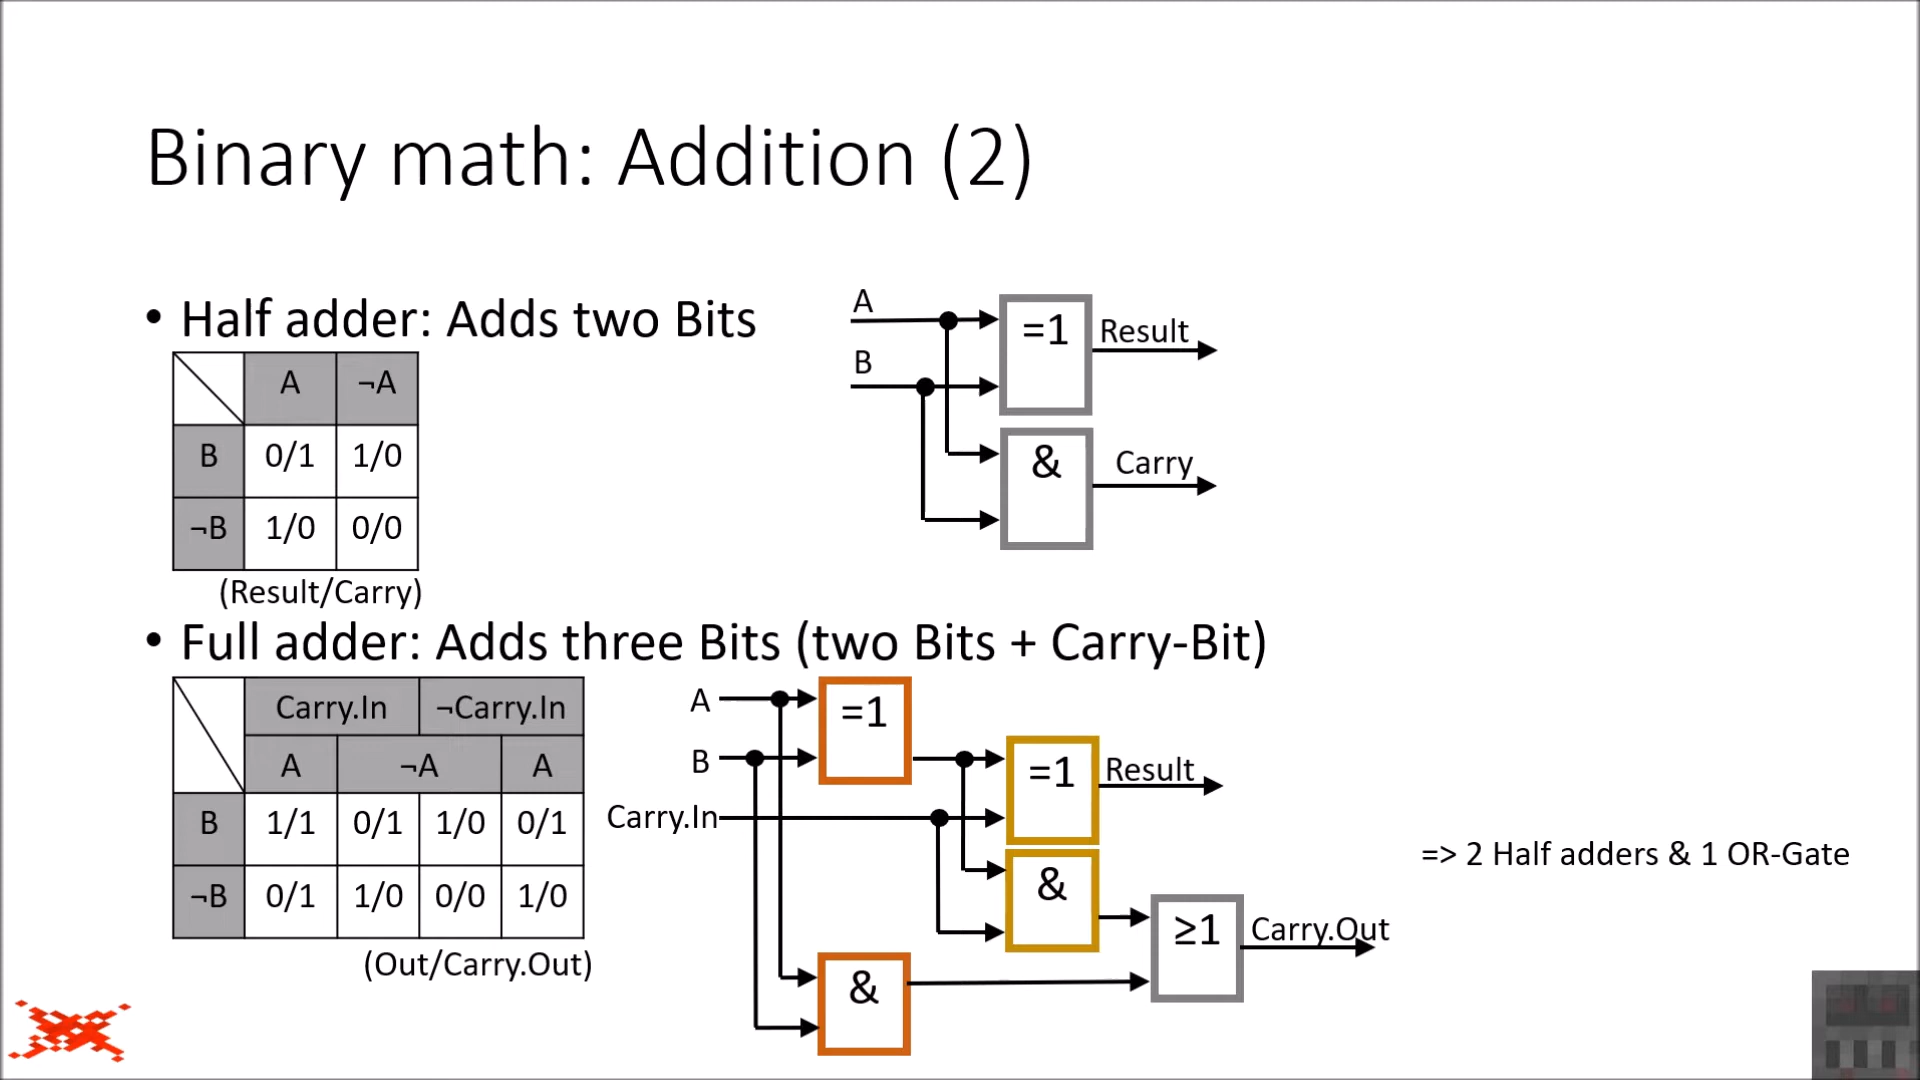 Binary math: Addition (2)
• Half adder: Adds two Bits
A ¬A
B 0/1 1/0
¬B 1/0 0/0
(Result/Carry)
A
B
=1
Result
&
Carry
• Full adder: Adds three Bits (two Bits + Carry-Bit)
Carry.In ¬Carry.In
A ¬A A
B 1/1 0/1 1/0 0/1
¬B 0/1 1/0 0/0 1/0
(Out/Carry.Out)
A
B
Carry.In
=1
=1
Result
&
&
≥1
Carry.Out
=> 2 Half adders & 1 OR-Gate